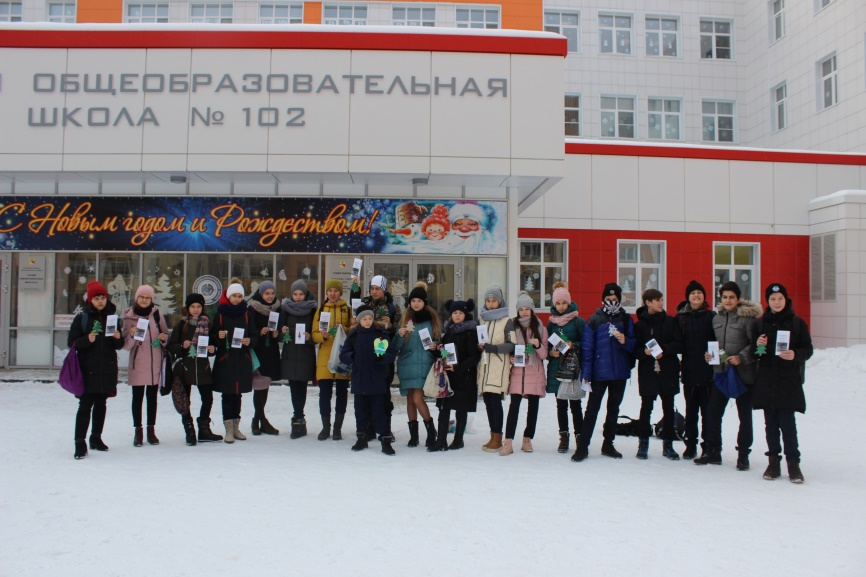 ОБЩЕОБРАЗОВАТЕЛЬНАЯ
ШКОЛА № 102
С Новым годом и Рождеством!